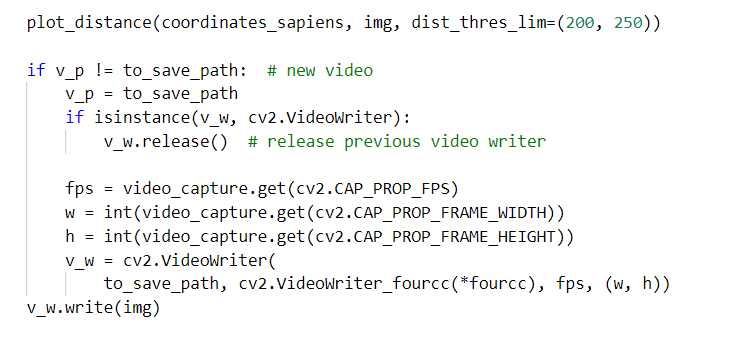 plot_distance(coordinates_sapiens, img, dist_thres_lim=(200, 250))
if v_p != to_save_path:  # new video
    v_p = to_save_path
    if isinstance(v_w, cv2.VideoWriter):
        v_w.release()  # release previous video writer
    fps = video_capture.get(cv2.CAP_PROP_FPS)
    w = int(video_capture.get(cv2.CAP_PROP_FRAME_WIDTH))
    h = int(video_capture.get(cv2.CAP_PROP_FRAME_HEIGHT))
    v_w = cv2.VideoWriter(
        to_save_path, cv2.VideoWriter_fourcc(*fourcc), fps, (w, h))
v_w.write(img)